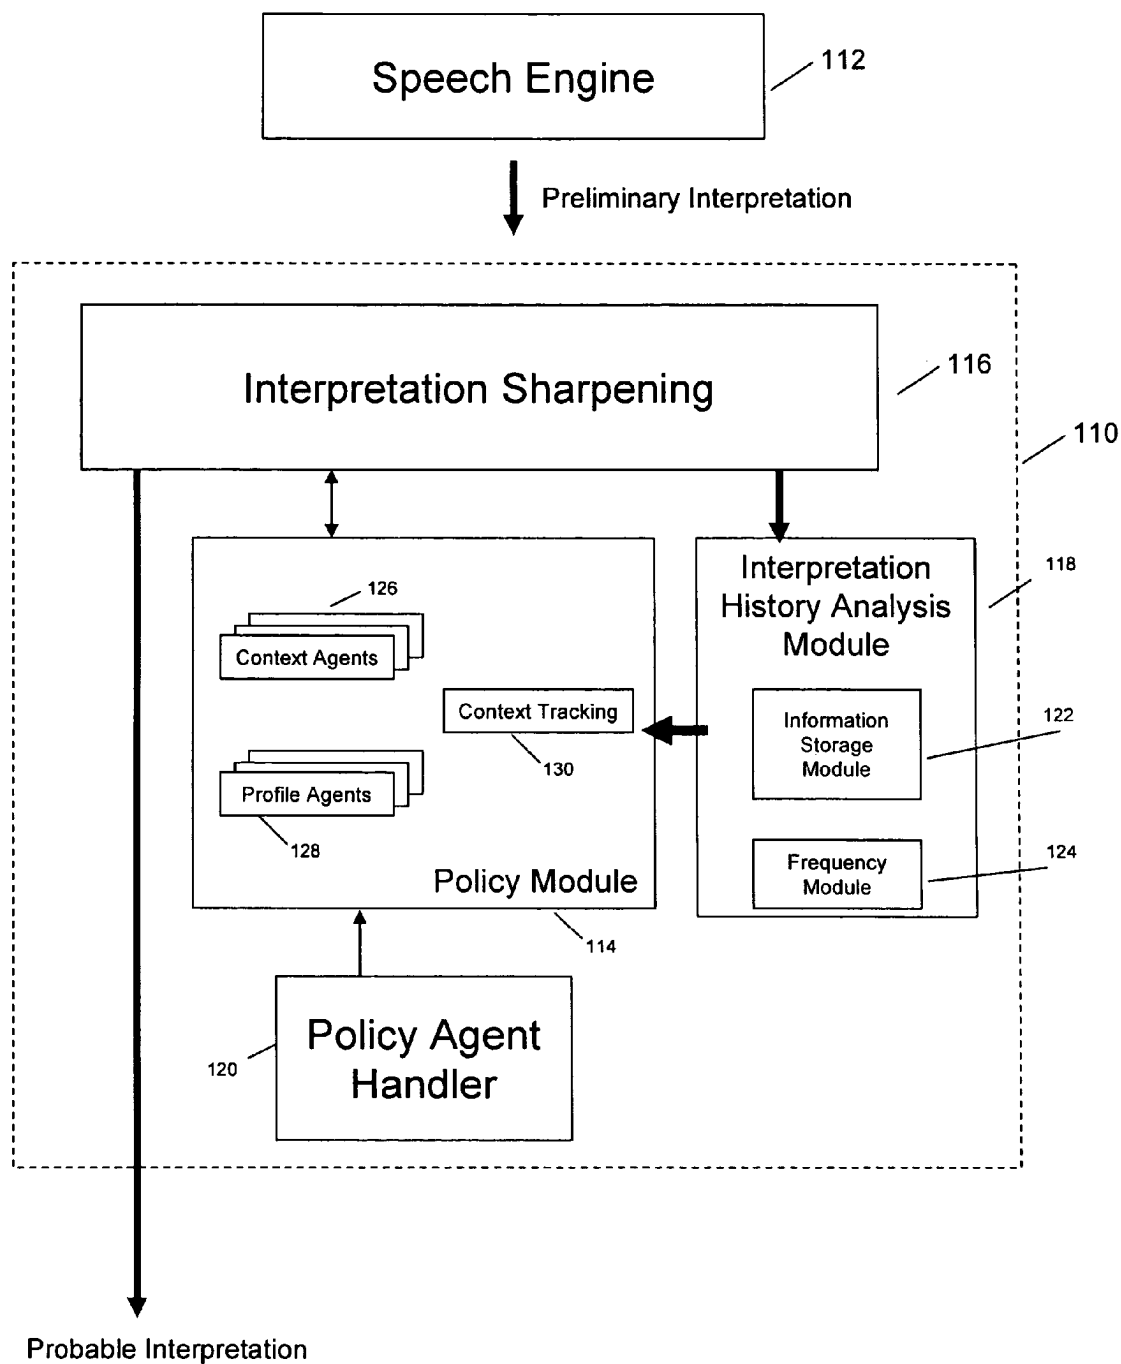 Speech Engine
112
Preliminary Interpretation
Interpretation Sharpening
116
110
126
Context Agents
Context Tracking
130
Profile Agents
128
Policy Module
114
Interpretation
History Analysis
Module
118
Information
Storage
Module
122
Frequency
Module
124
Policy Agent
Handler
120
Probable Interpretation